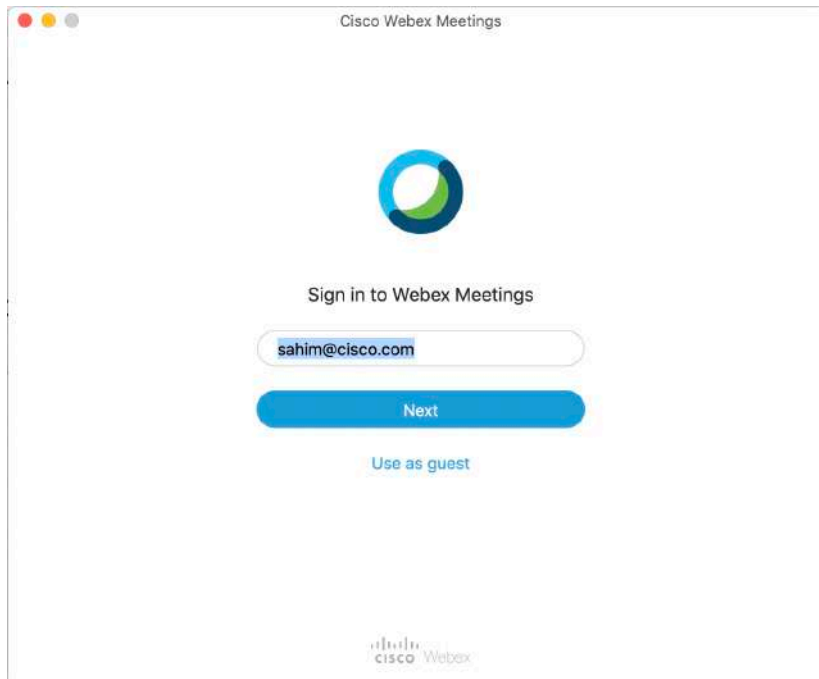 Cisco Webex Meetings
Sign in to Webex Meetings
sahim@cisco.com
Next
Use as guest
cisco Webex